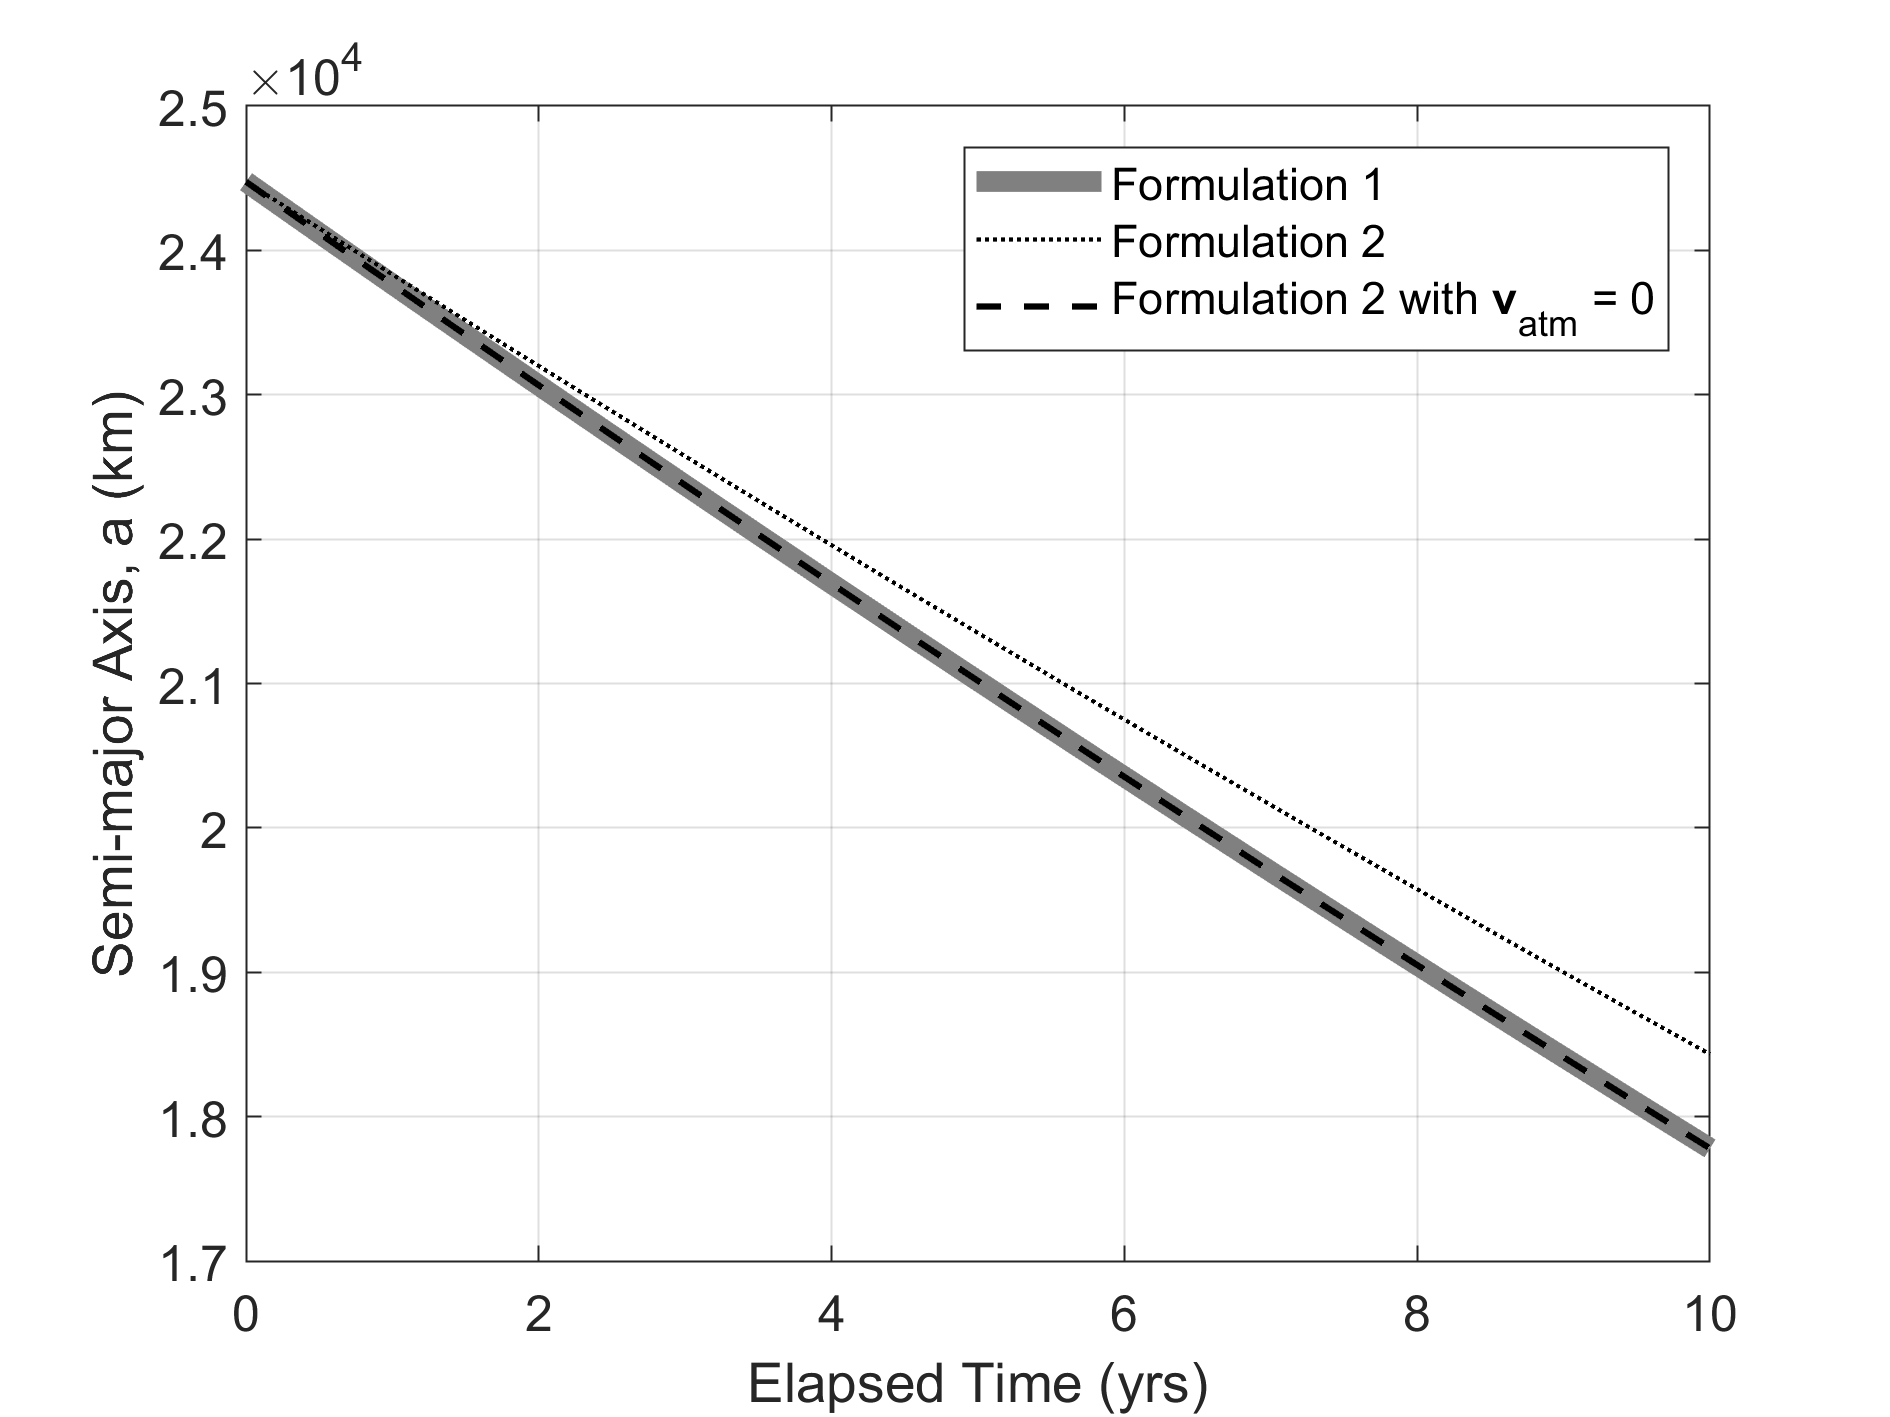 ×10⁴
2.5
2.4
2.3
2.2
2.1
2
1.9
1.8
1.7
Semi-major Axis, a (km)
Formulation 1
Formulation 2
Formulation 2 with v_atm = 0
0 2 4 6 8 10
Elapsed Time (yrs)